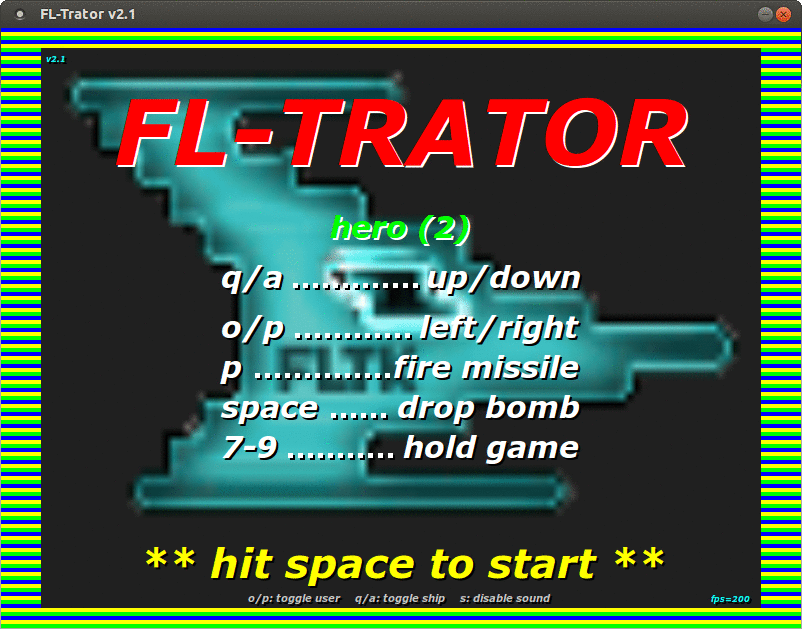 FL-Trator v2.1
v2.1
FL-TRATOR
hero (2)
q/a ............. up/down
o/p ............ left/right
p ..............fire missile
space ...... drop bomb
7-9 ........... hold game
FLTK
** hit space to start **
o/p: toggle user q/a: toggle ship s: disable sound
fps=200